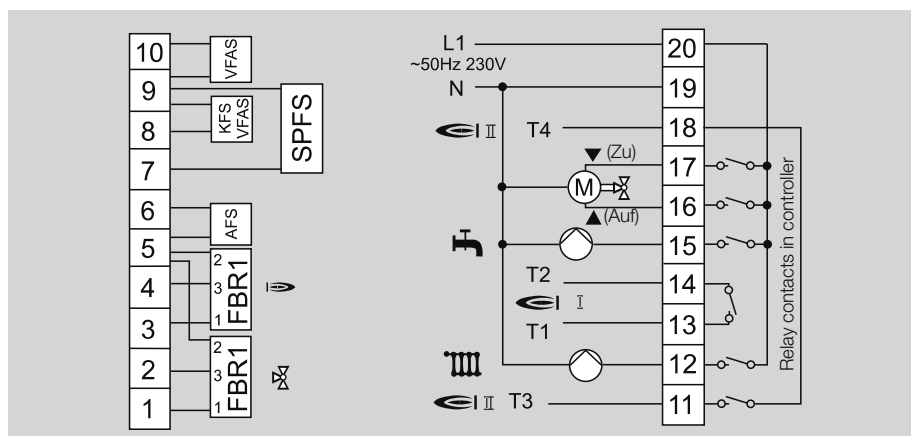 10
VFAS
9
KFS
VFAS
8
SPFS
7
6
AFS
5
2
FBR1
3
4
1
3
2
FBR1
3
2
1
1
L1
~50Hz 230V
20
N
19
II
T4
18
(Zu)
17
M
16
(Auf)
15
T2
14
I
T1
13
12
II
T3
11
Relay contacts in controller